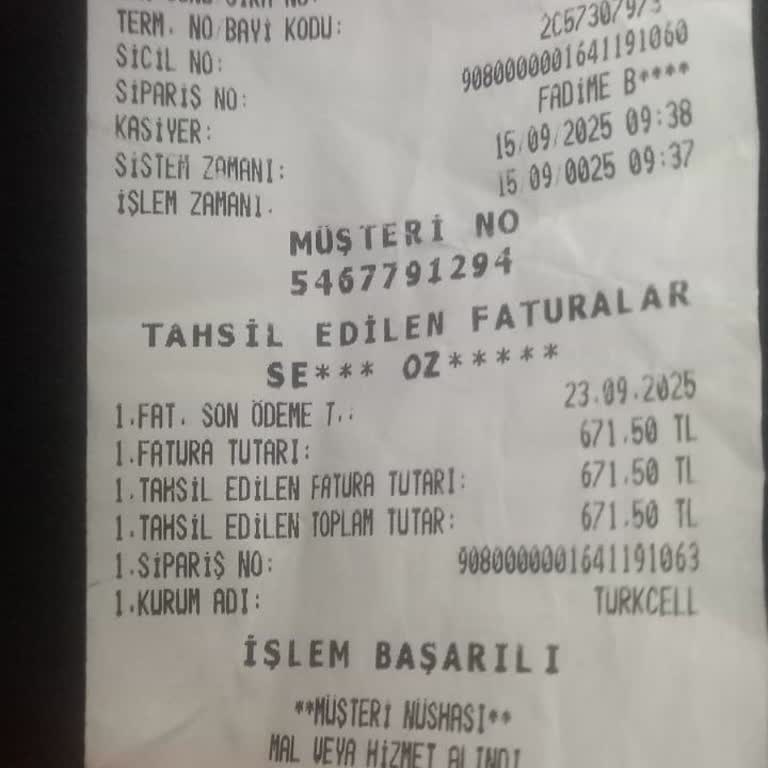 TERM. NO/BAYİ KODU:
SİCİL NO: 2C573079/3
SİPARİŞ NO: 9080000001641191060
KASİYER: FADİME B****
SİSTEM ZAMANI: 15/09/2025 09:38
İŞLEM ZAMANI. 15/09/0025 09:37
MÜŞTERİ NO
5467791294
TAHSİL EDİLEN FATURALAR
SE*** OZ*****
1.FAT. SON ÖDEME T.: 23.09.2025
1.FATURA TUTARI: 671.50 TL
1.TAHSİL EDİLEN FATURA TUTARI: 671.50 TL
1.TAHSİL EDİLEN TOPLAM TUTAR: 671.50 TL
1.SİPARİŞ NO: 9080000001641191063
1.KURUM ADI: TURKCELL
İŞLEM BAŞARILI
**MÜŞTERİ NÜSHASI**
MAL VEYA HİZMET ALINDI